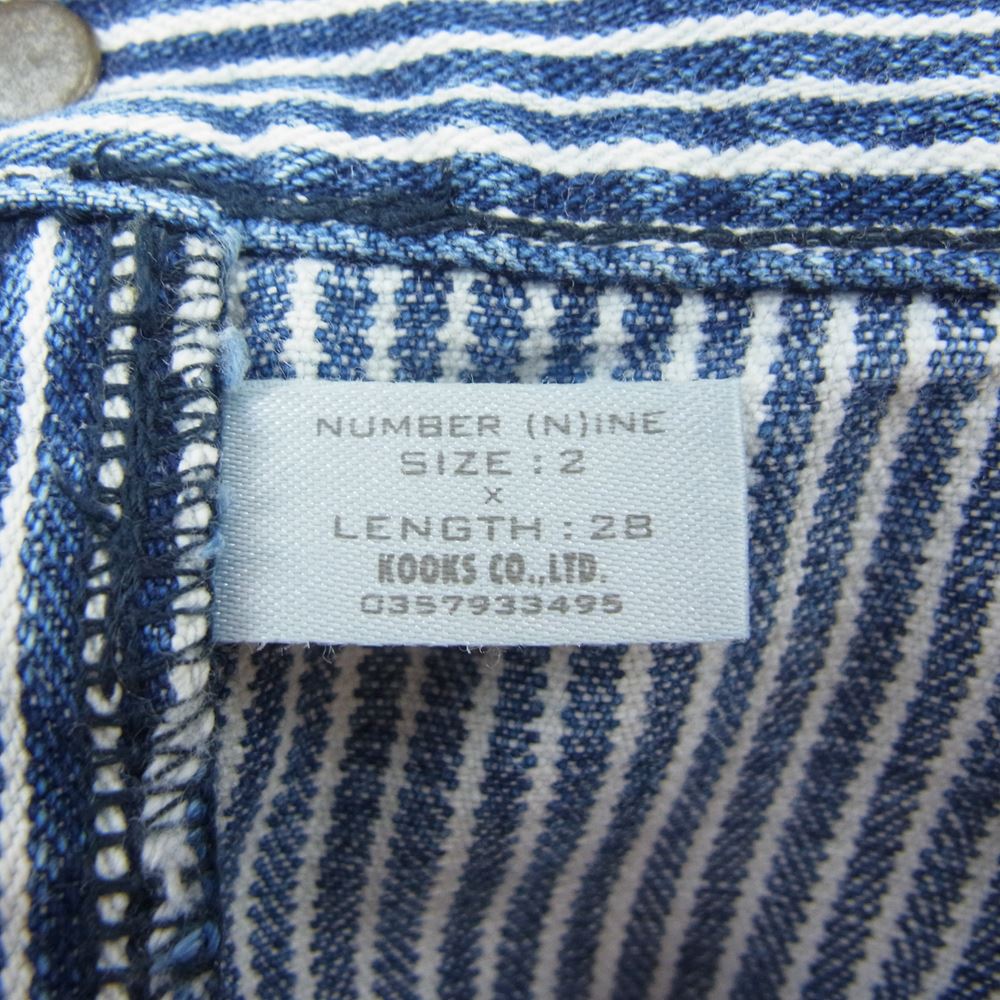 NUMBER (N)INE
SIZE : 2
x
LENGTH : 28
KOOKS CO.,LTD.
0357933495